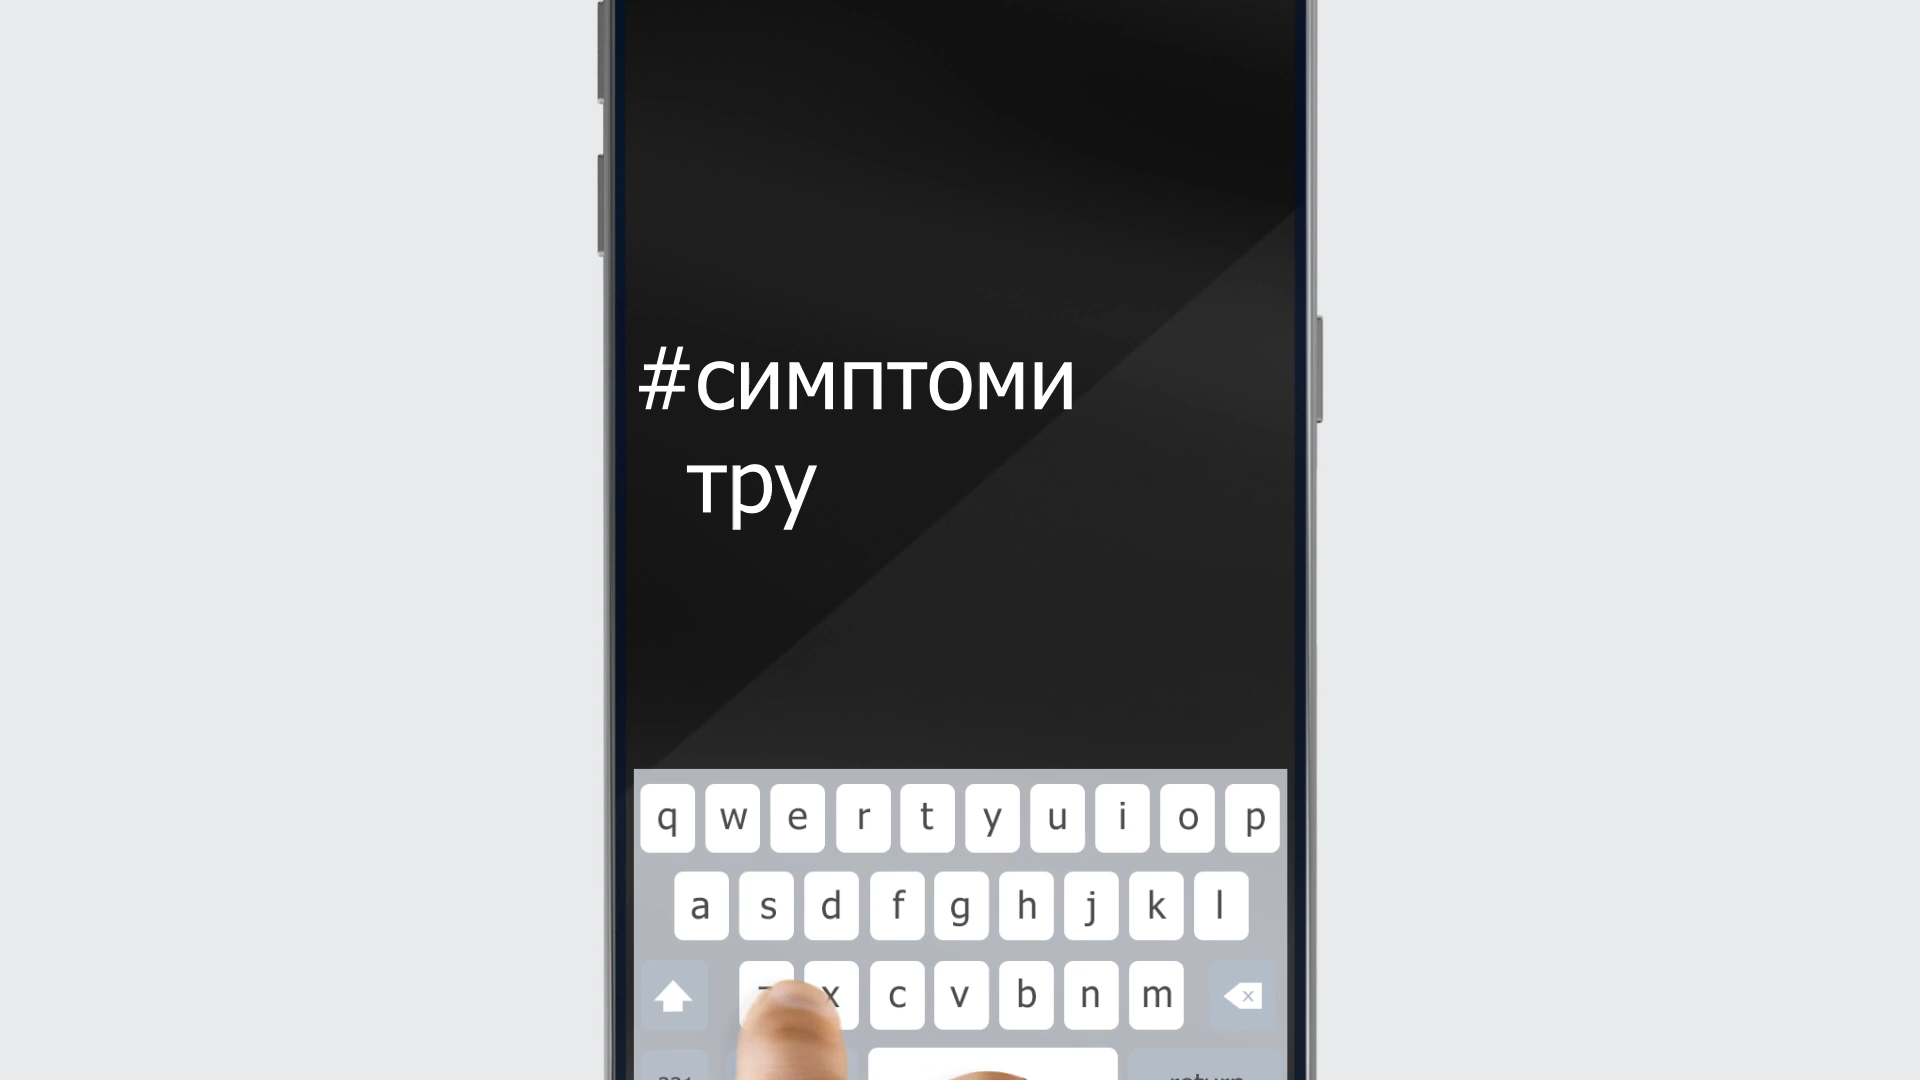 #симптоми
тру
q w e r t y u i o p
a s d f g h j k l
x c v b n m